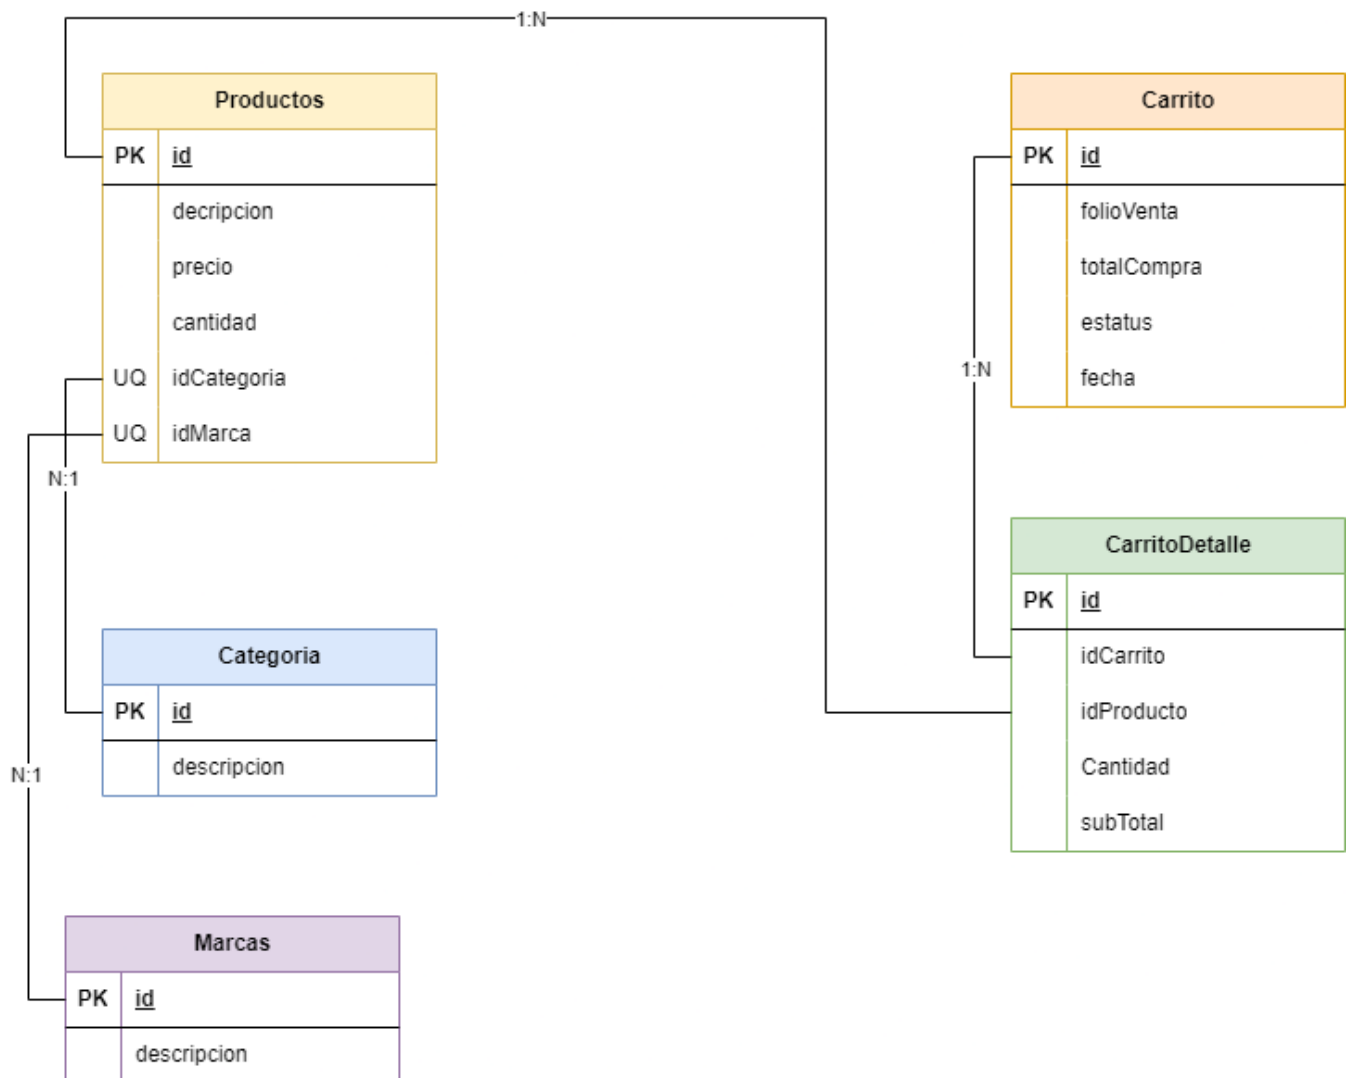 1:N
Productos
PK id
decripcion
precio
cantidad
UQ idCategoria
UQ idMarca
N:1
Categoria
PK id
descripcion
N:1
Marcas
PK id
descripcion
Carrito
PK id
folioVenta
totalCompra
estatus
fecha
1:N
CarritoDetalle
PK id
idCarrito
idProducto
Cantidad
subTotal